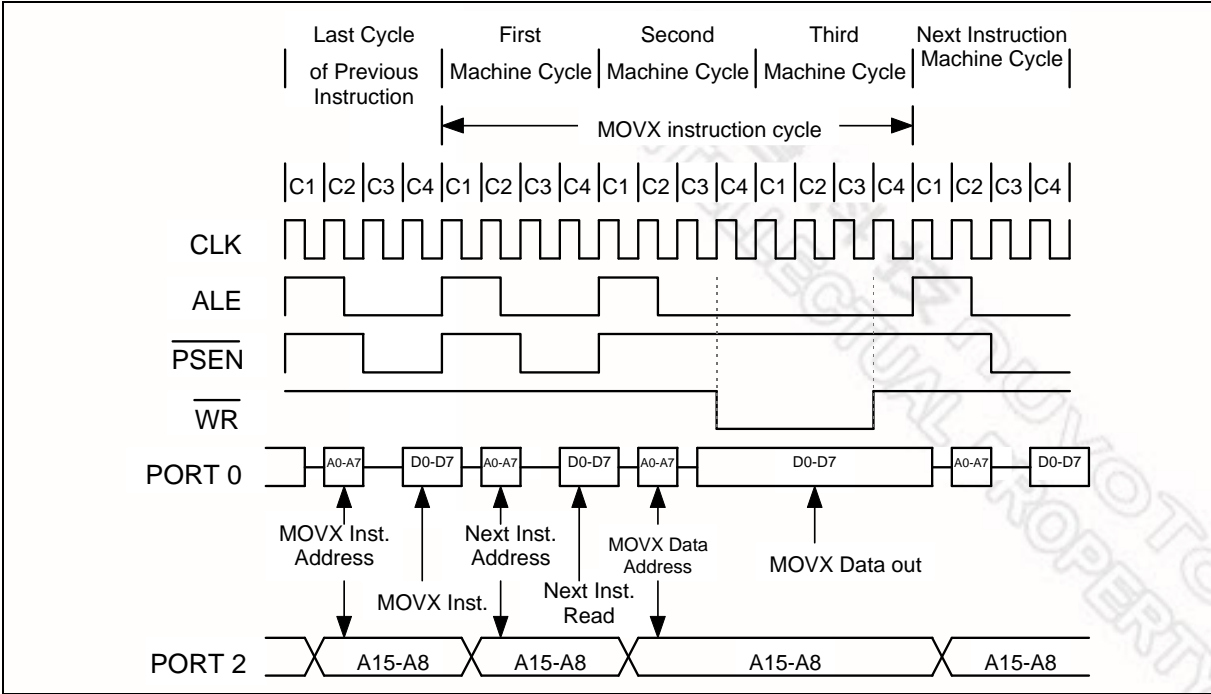 Last Cycle of Previous Instruction
First Machine Cycle
Second Machine Cycle
Third Machine Cycle
Next Instruction Machine Cycle
MOVX instruction cycle
C1 C2 C3 C4 C1 C2 C3 C4 C1 C2 C3 C4 C1 C2 C3 C4 C1 C2 C3 C4
CLK
ALE
PSEN
WR
PORT 0 A0-A7 D0-D7 A0-A7 D0-D7 A0-A7 D0-D7 A0-A7 D0-D7
MOVX Inst. Address
MOVX Inst.
Next Inst. Address
Next Inst. Read
MOVX Data Address
MOVX Data out
PORT 2 A15-A8 A15-A8 A15-A8 A15-A8